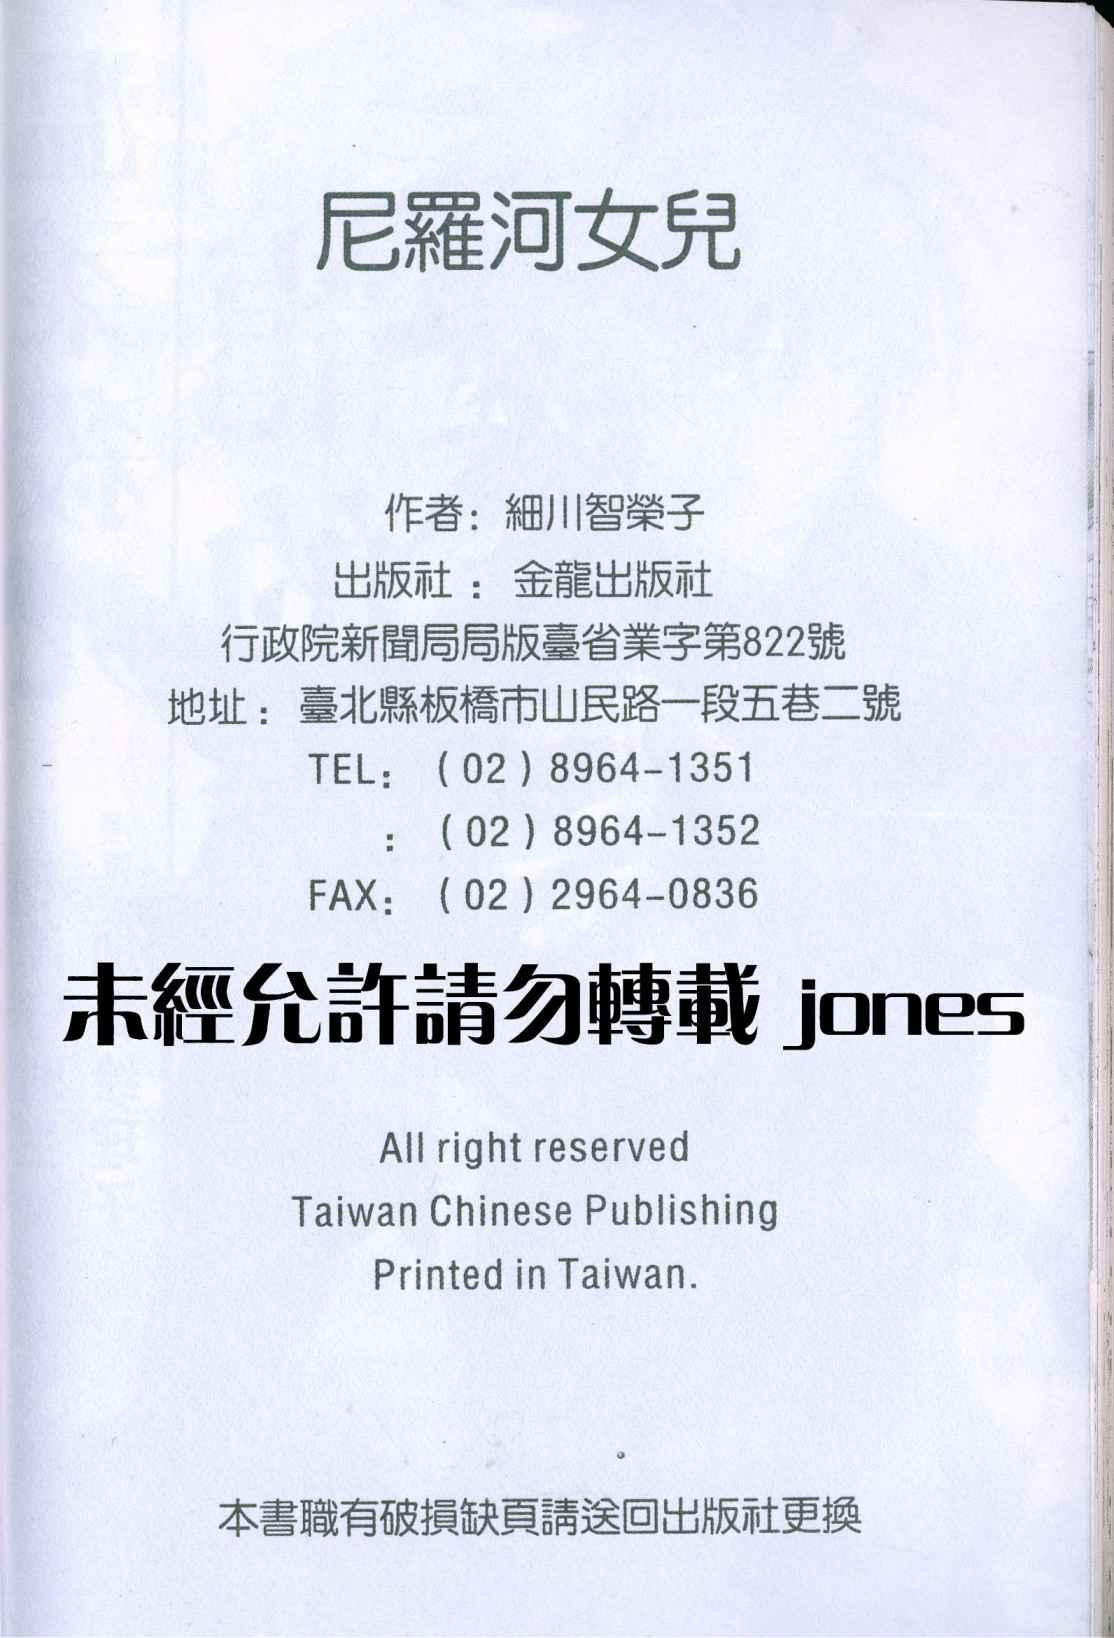 尼羅河女兒
作者：細川智榮子
出版社：金龍出版社
行政院新聞局局版臺省業字第822號
地址：臺北縣板橋市山民路一段五巷二號
TEL：(02)8964-1351
：(02)8964-1352
FAX：(02)2964-0836
未經允許請勿轉載 jones
All right reserved
Taiwan Chinese Publishing
Printed in Taiwan.
本書職有破損缺頁請送回出版社更換